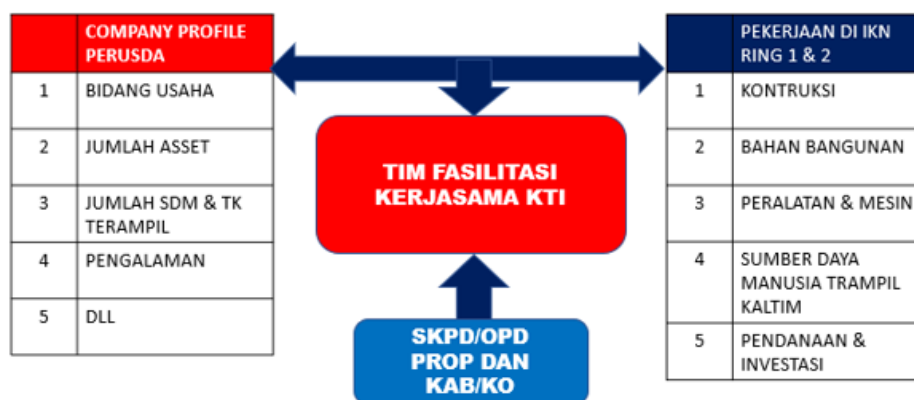 COMPANY PROFILE
PERUSDA
1 BIDANG USAHA
2 JUMLAH ASSET
3 JUMLAH SDM & TK
TERAMPIL
4 PENGALAMAN
5 DLL
TIM FASILITASI
KERJASAMA KTI
SKPD/OPD
PROP DAN
KAB/KO
PEKERJAAN DI IKN
RING 1 & 2
1 KONTRUKSI
2 BAHAN BANGUNAN
3 PERALATAN & MESIN
4 SUMBER DAYA
MANUSIA TRAMPIL
KALTIM
5 PENDANAAN &
INVESTASI